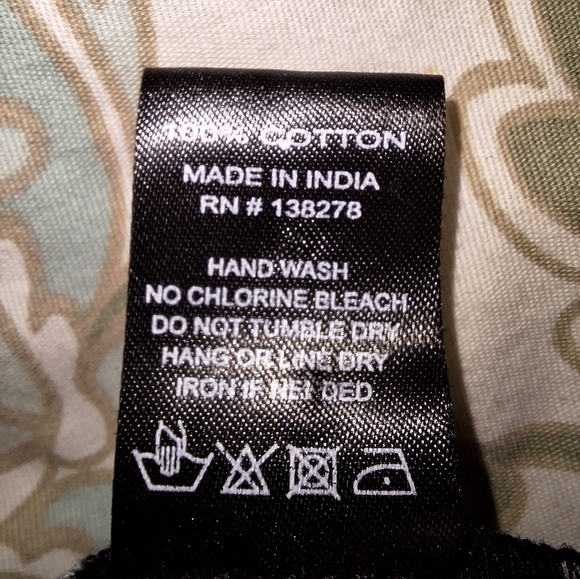 100% COTTON
MADE IN INDIA
RN # 138278
HAND WASH
NO CHLORINE BLEACH
DO NOT TUMBLE DRY
HANG OR LINE DRY
IRON IF NEEDED